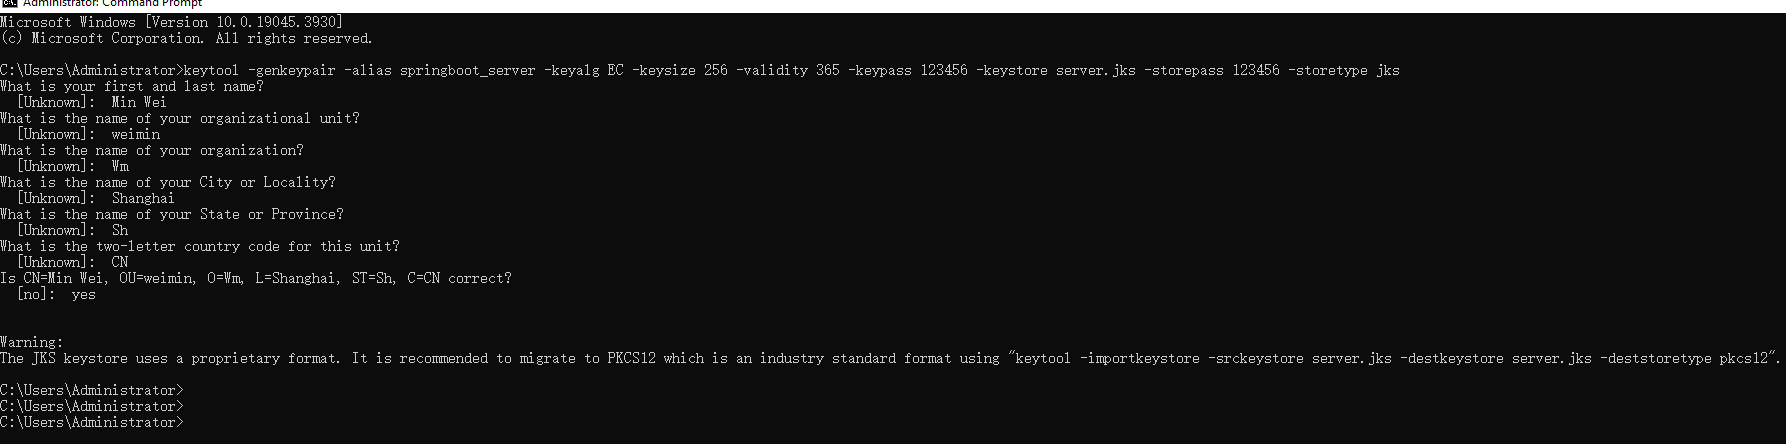 Administrator: Command Prompt
Microsoft Windows [Version 10.0.19045.3930]
(c) Microsoft Corporation. All rights reserved.
C:\Users\Administrator>keytool -genkeypair -alias springboot_server -keyalg EC -keysize 256 -validity 365 -keypass 123456 -keystore server.jks -storepass 123456 -storetype jks
What is your first and last name?
[Unknown]:  Min Wei
What is the name of your organizational unit?
[Unknown]:  weimin
What is the name of your organization?
[Unknown]:  Wm
What is the name of your City or Locality?
[Unknown]:  Shanghai
What is the name of your State or Province?
[Unknown]:  Sh
What is the two-letter country code for this unit?
[Unknown]:  CN
Is CN=Min Wei, OU=weimin, O=Wm, L=Shanghai, ST=Sh, C=CN correct?
[no]:  yes
Warning:
The JKS keystore uses a proprietary format. It is recommended to migrate to PKCS12 which is an industry standard format using "keytool -importkeystore -srckeystore server.jks -destkeystore server.jks -deststoretype pkcs12".
C:\Users\Administrator>
C:\Users\Administrator>
C:\Users\Administrator>